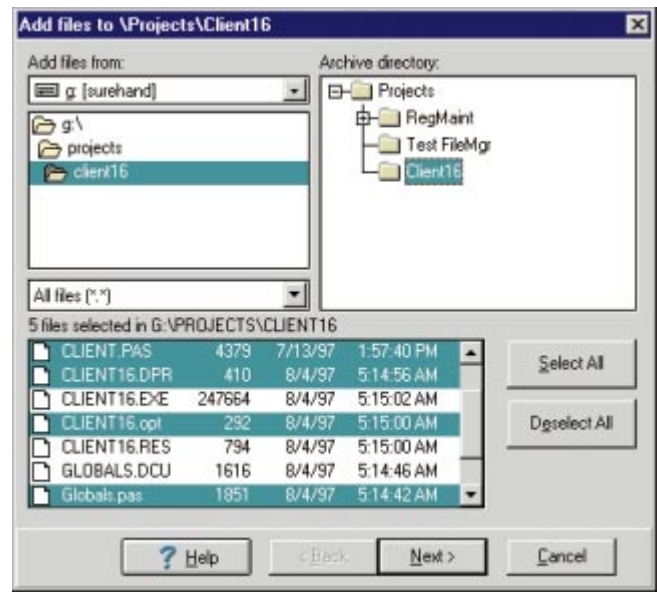 Add files to \Projects\Client16
Add files from:
g: [surehand]
g:\
projects
client16
All files (*.*)
Archive directory:
Projects
RegMaint
Test FileMgr
Client16
5 files selected in G:\PROJECTS\CLIENT16
CLIENT.PAS 4379 7/13/97 1:57:40 PM
CLIENT16.DPR 410 8/4/97 5:14:56 AM
CLIENT16.EXE 247664 8/4/97 5:15:02 AM
CLIENT16.opt 292 8/4/97 5:15:00 AM
CLIENT16.RES 794 8/4/97 5:15:00 AM
GLOBALS.DCU 1616 8/4/97 5:14:46 AM
Globals.pas 1851 8/4/97 5:14:42 AM
Select All
Deselect All
? Help
< Back
Next >
Cancel